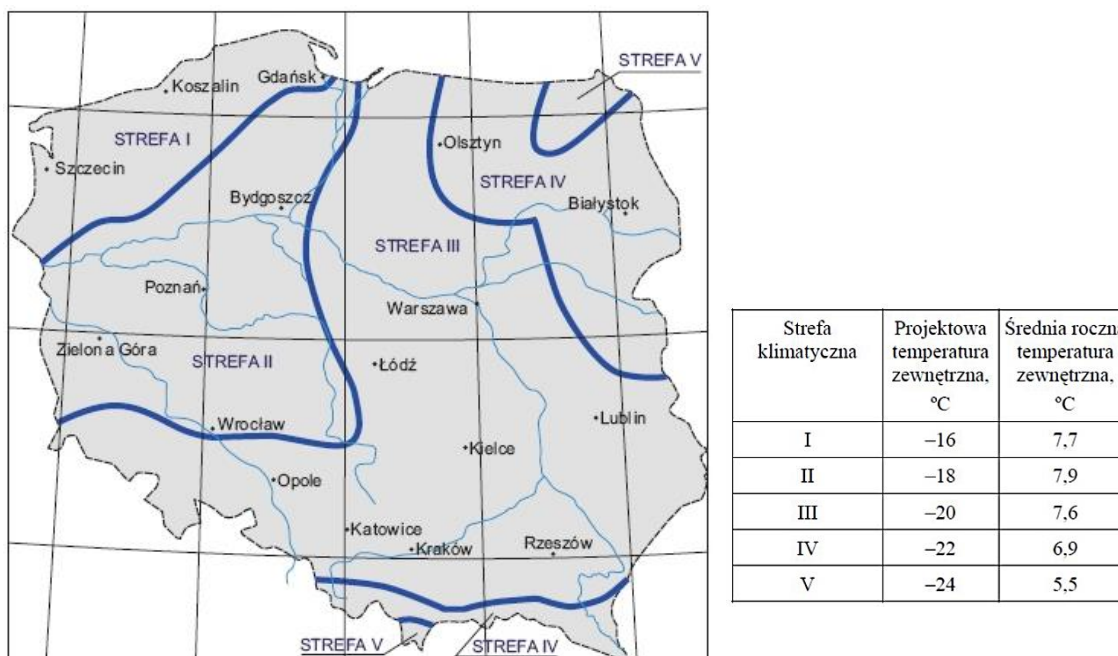 STREFA V
Gdańsk
Koszalin
STREFA I
Olsztyn
Szczecin
STREFA IV
Bydgoszcz
Białystok
STREFA III
Poznań
Warszawa
Zielona Góra
STREFA II
Łódź
Wrocław
Lublin
Kielce
Opole
Katowice
Kraków
Rzeszów
STREFA V
STREFA IV
Strefa klimatyczna
Projektowa temperatura zewnętrzna, ºC
Średnia roczna temperatura zewnętrzna, ºC
I –16 7,7
II –18 7,9
III –20 7,6
IV –22 6,9
V –24 5,5